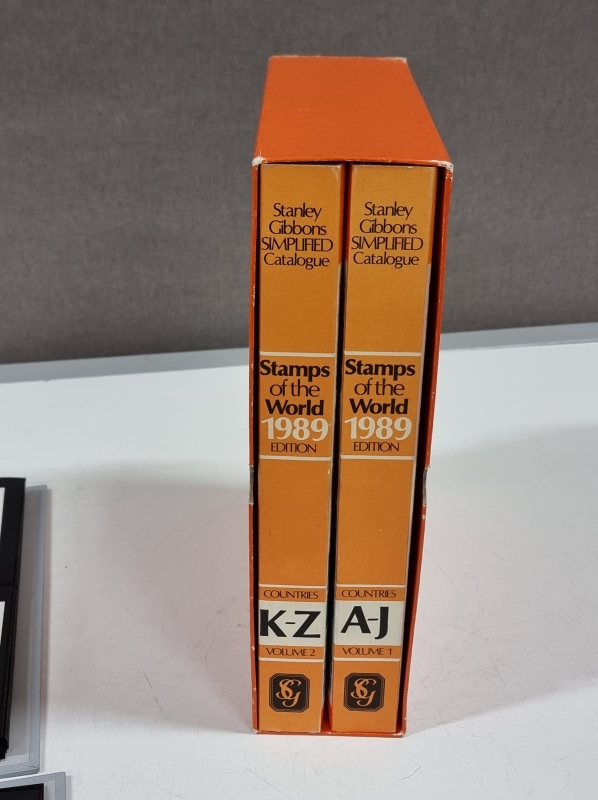 Stanley
Gibbons
SIMPLIFIED
Catalogue
Stamps
of the
World
1989
EDITION
COUNTRIES
K-Z
VOLUME 2
SG
Stanley
Gibbons
SIMPLIFIED
Catalogue
Stamps
of the
World
1989
EDITION
COUNTRIES
A-J
VOLUME 1
SG